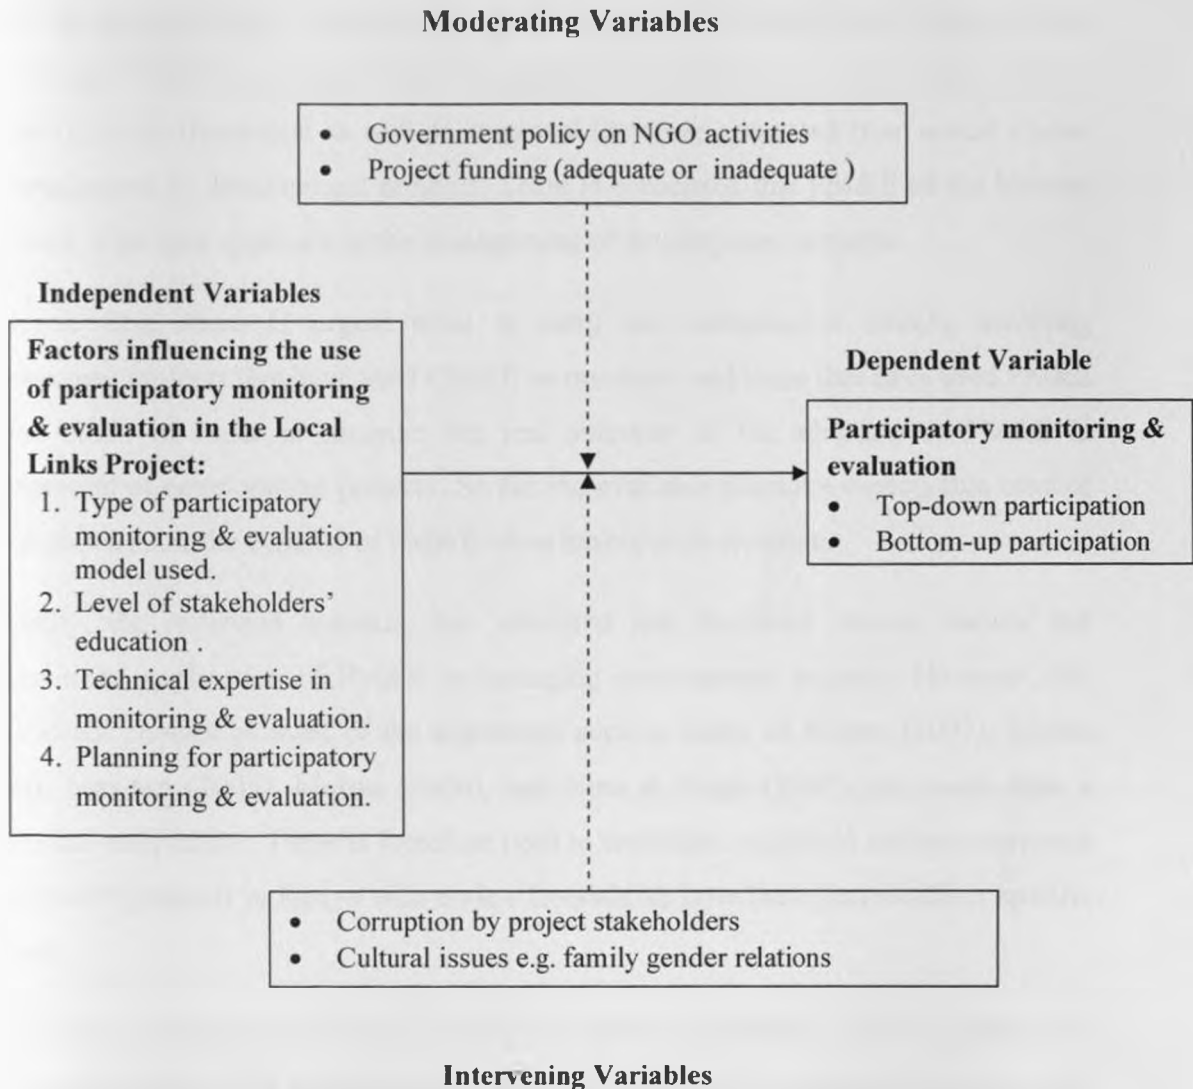 Moderating Variables
• Government policy on NGO activities
• Project funding (adequate or inadequate )
Independent Variables
Factors influencing the use
of participatory monitoring
& evaluation in the Local
Links Project:
1. Type of participatory
monitoring & evaluation
model used.
2. Level of stakeholders'
education .
3. Technical expertise in
monitoring & evaluation.
4. Planning for participatory
monitoring & evaluation.
Dependent Variable
Participatory monitoring &
evaluation
• Top-down participation
• Bottom-up participation
• Corruption by project stakeholders
• Cultural issues e.g. family gender relations
Intervening Variables